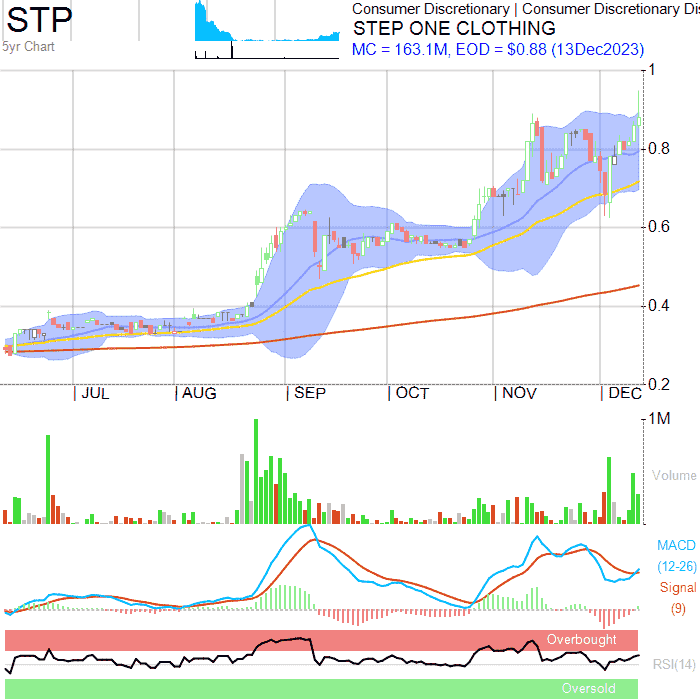 STP
5yr Chart
Consumer Discretionary | Consumer Discretionary Dis
STEP ONE CLOTHING
MC = 163.1M, EOD = $0.88 (13Dec2023)
1
0.8
0.6
0.4
0.2
JUL AUG SEP OCT NOV DEC
1M
Volume
MACD
(12-26)
Signal
(9)
Overbought
RSI(14)
Oversold